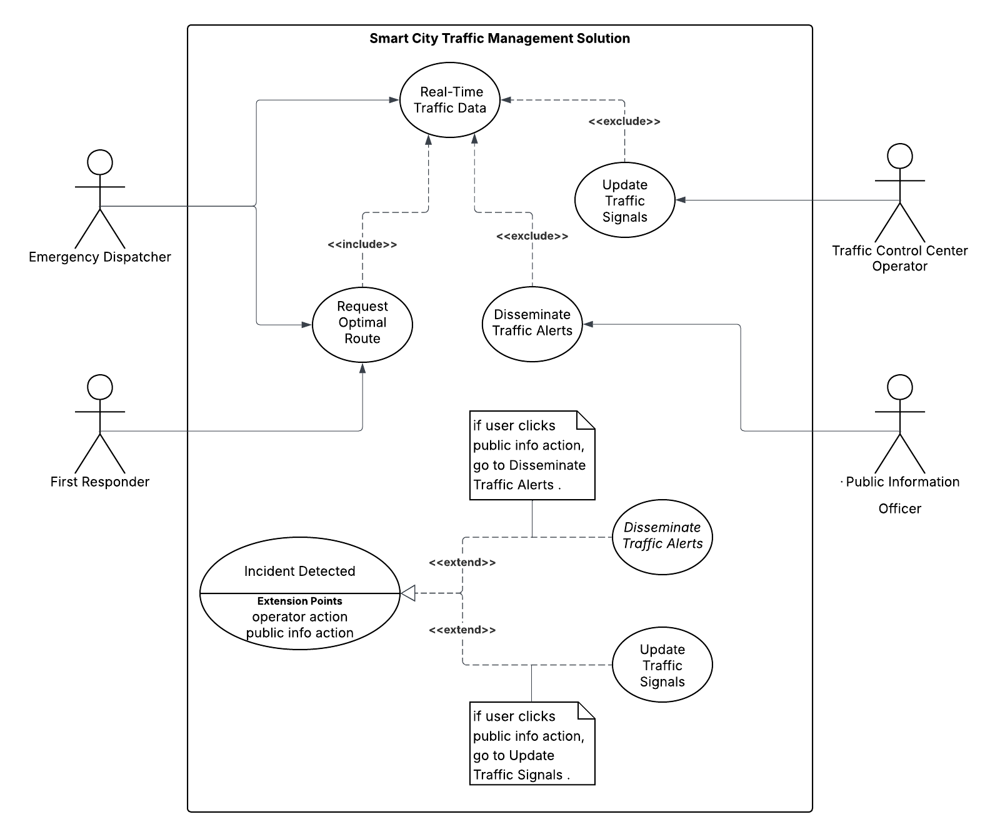 Smart City Traffic Management Solution
Real-Time
Traffic Data
<<exclude>>
Update
Traffic
Signals
Emergency Dispatcher
Traffic Control Center
Operator
<<include>>
<<exclude>>
Request
Optimal
Route
Disseminate
Traffic Alerts
First Responder
· Public Information
Officer
if user clicks
public info action,
go to Disseminate
Traffic Alerts .
Disseminate
Traffic Alerts
<<extend>>
Incident Detected
Extension Points
operator action
public info action
<<extend>>
Update
Traffic
Signals
if user clicks
public info action,
go to Update
Traffic Signals .